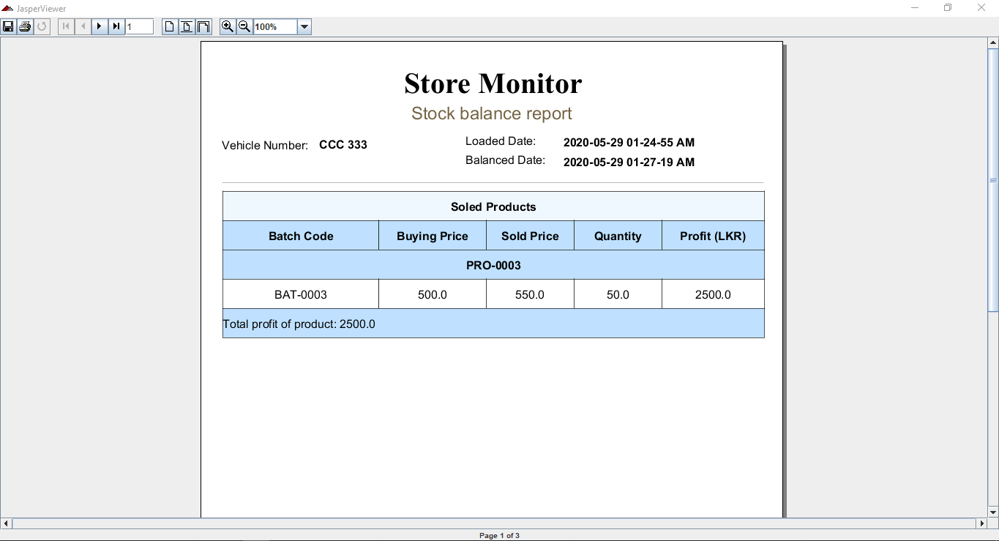 JasperViewer
1
100%
Store Monitor
Stock balance report
Vehicle Number: CCC 333
Loaded Date: 2020-05-29 01-24-55 AM
Balanced Date: 2020-05-29 01-27-19 AM
Soled Products
Batch Code Buying Price Sold Price Quantity Profit (LKR)
PRO-0003
BAT-0003 500.0 550.0 50.0 2500.0
Total profit of product: 2500.0
Page 1 of 3